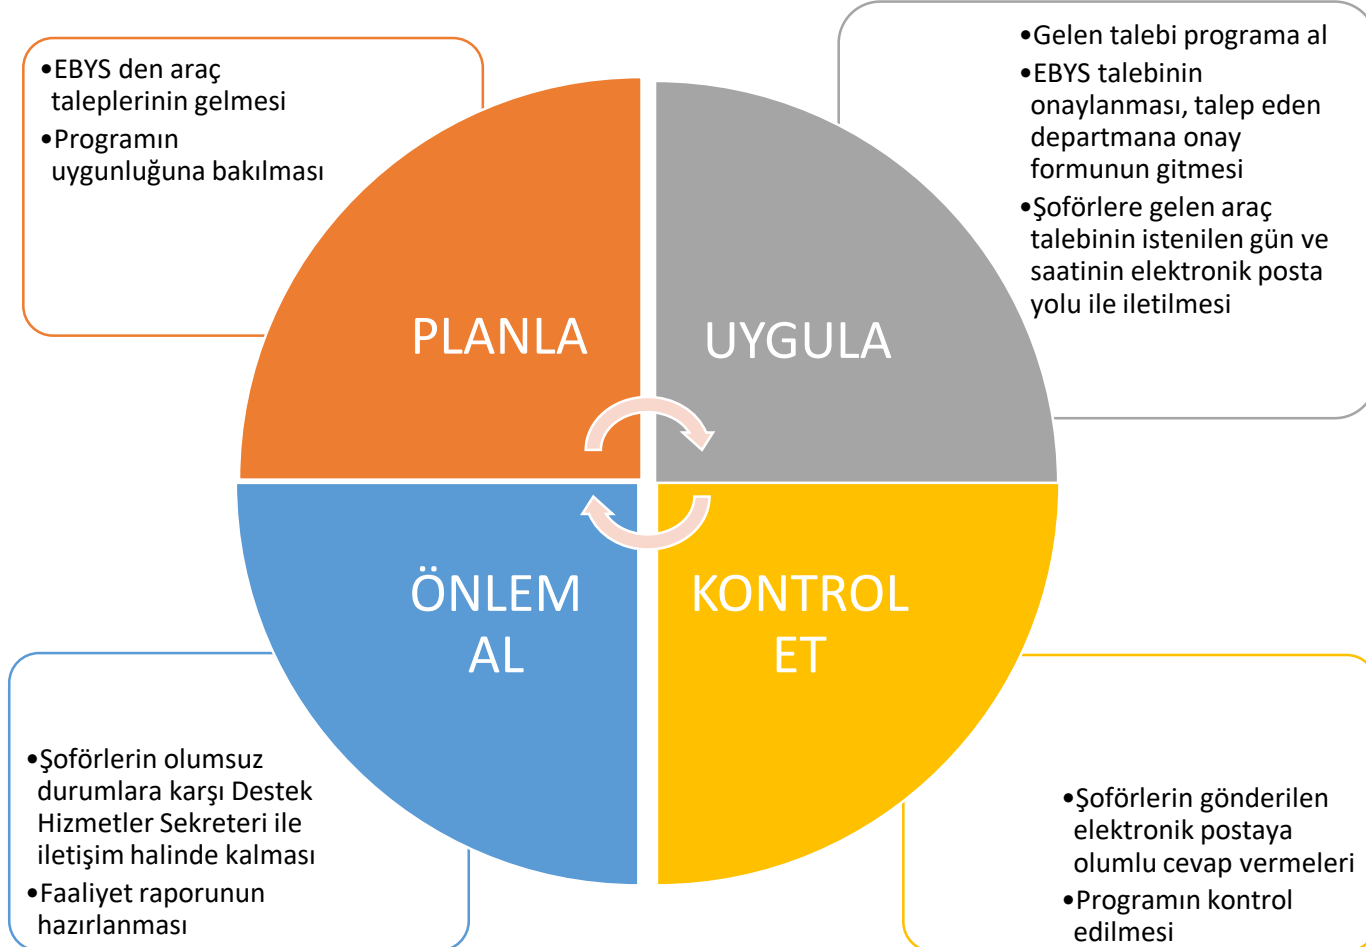 •EBYS den araç
taleplerinin gelmesi
•Programın
uygunluğuna bakılması
•Gelen talebi programa al
•EBYS talebinin
onaylanması, talep eden
departmana onay
formunun gitmesi
•Şoförlere gelen araç
talebinin istenilen gün ve
saatinin elektronik posta
yolu ile iletilmesi
PLANLA
UYGULA
ÖNLEM
AL
KONTROL
ET
•Şoförlerin olumsuz
durumlara karşı Destek
Hizmetler Sekreteri ile
iletişim halinde kalması
•Faaliyet raporunun
hazırlanması
•Şoförlerin gönderilen
elektronik postaya
olumlu cevap vermeleri
•Programın kontrol
edilmesi